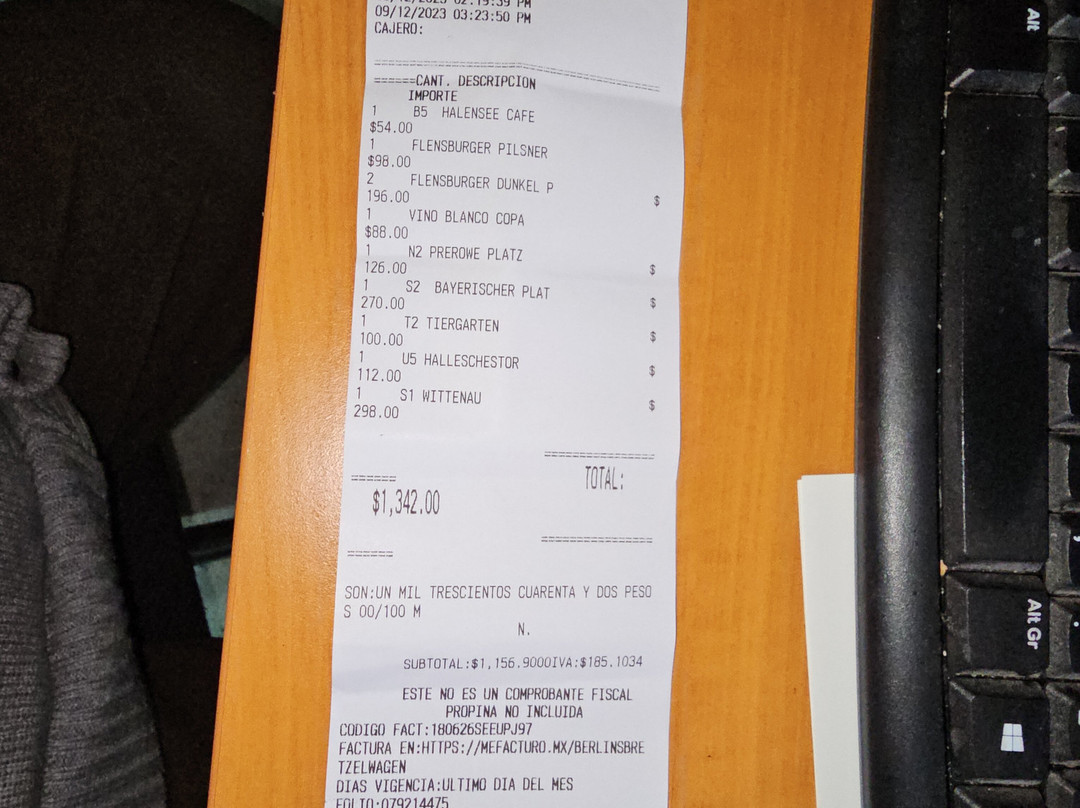 09/12/2023 03:23:50 PM
CAJERO:
======CANT. DESCRIPCION
IMPORTE
1 B5 HALENSEE CAFE
$54.00
1 FLENSBURGER PILSNER
$98.00
2 FLENSBURGER DUNKEL P
196.00 $
1 VINO BLANCO COPA
$88.00
1 N2 PREROWE PLATZ
126.00 $
1 S2 BAYERISCHER PLAT
270.00 $
1 T2 TIERGARTEN
100.00 $
1 U5 HALLESCHESTOR
112.00 $
1 S1 WITTENAU
298.00 $
TOTAL:
$1,342.00
SON:UN MIL TRESCIENTOS CUARENTA Y DOS PESO
S 00/100 M
N.
SUBTOTAL:$1,156.9000IVA:$185.1034
ESTE NO ES UN COMPROBANTE FISCAL
PROPINA NO INCLUIDA
CODIGO FACT:180626SEEUPJ97
FACTURA EN:HTTPS://MEFACTURO.MX/BERLINSBRE
TZELWAGEN
DIAS VIGENCIA:ULTIMO DIA DEL MES
FOLIO:079214475
Alt
Alt Gr